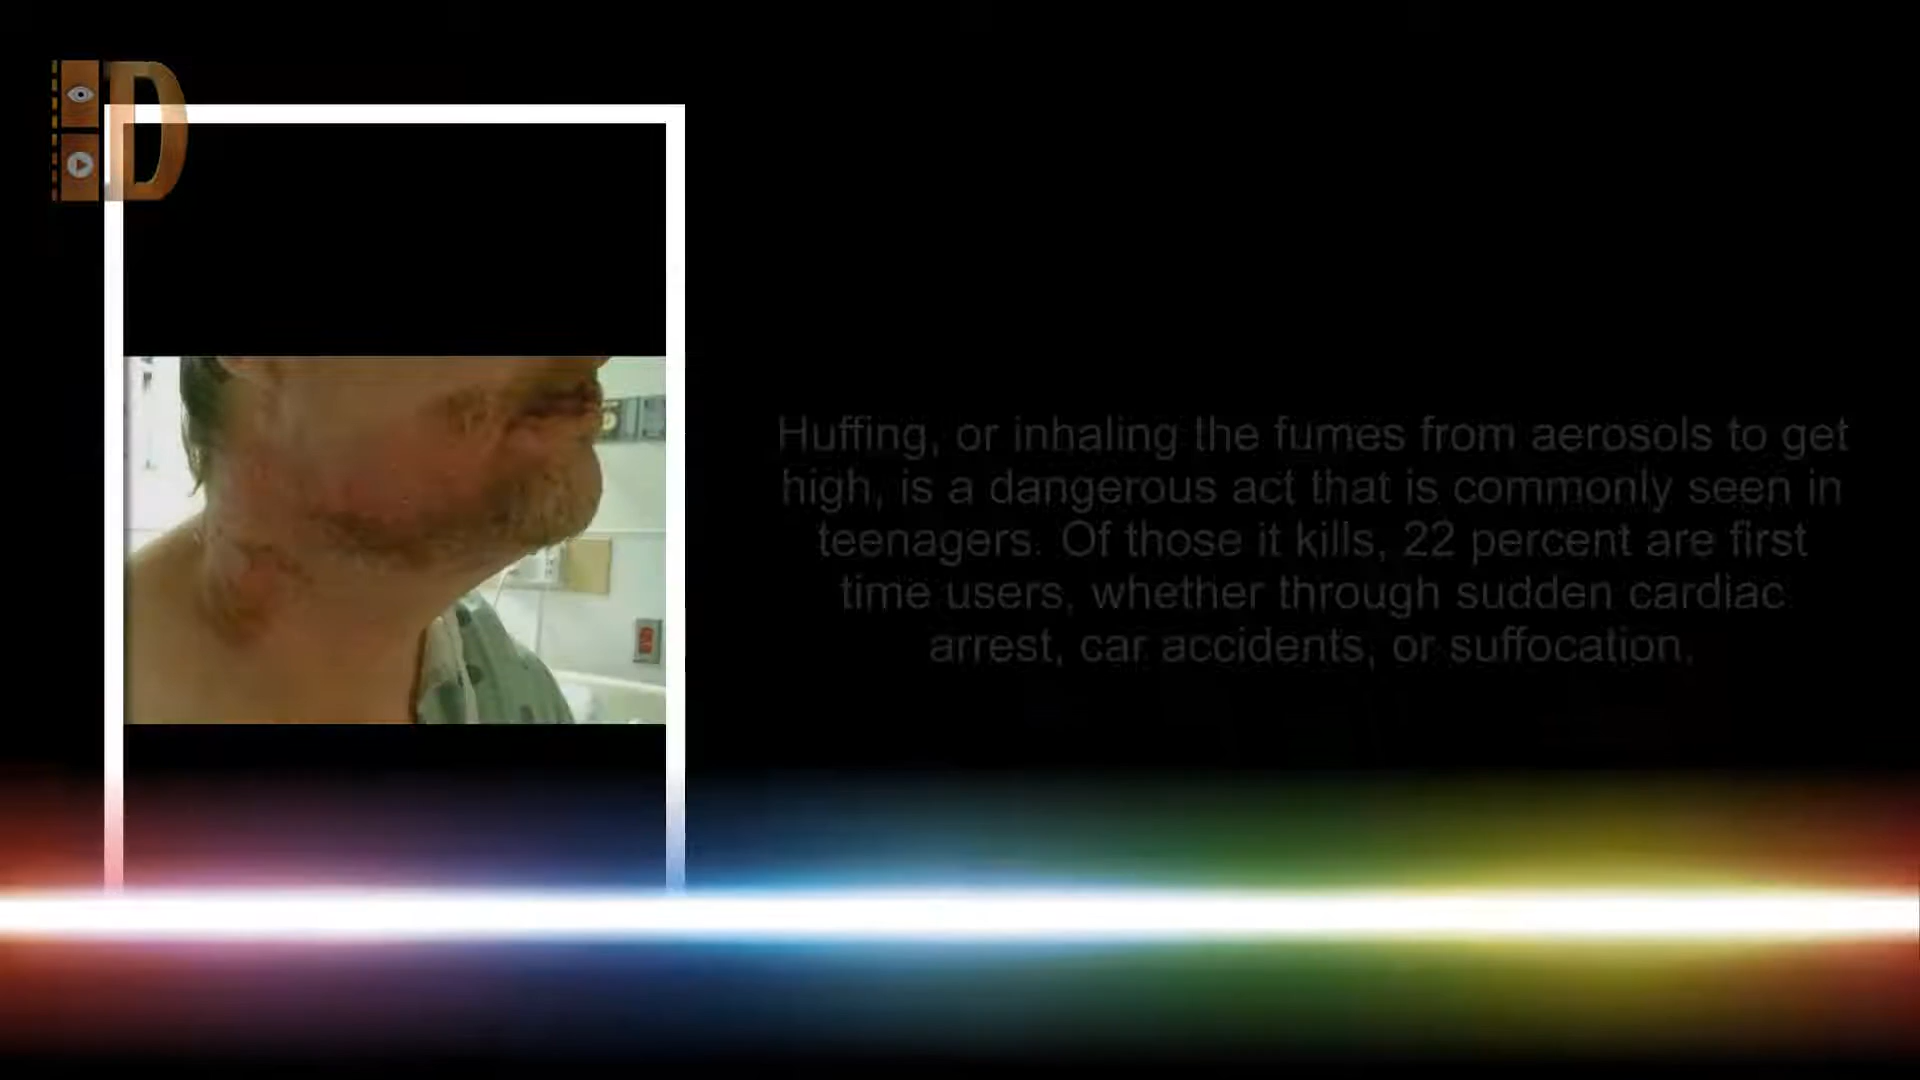 D
Huffing, or inhaling the fumes from aerosols to get
high, is a dangerous act that is commonly seen in
teenagers. Of those it kills, 22 percent are first
time users, whether through sudden cardiac
arrest, car accidents, or suffocation.